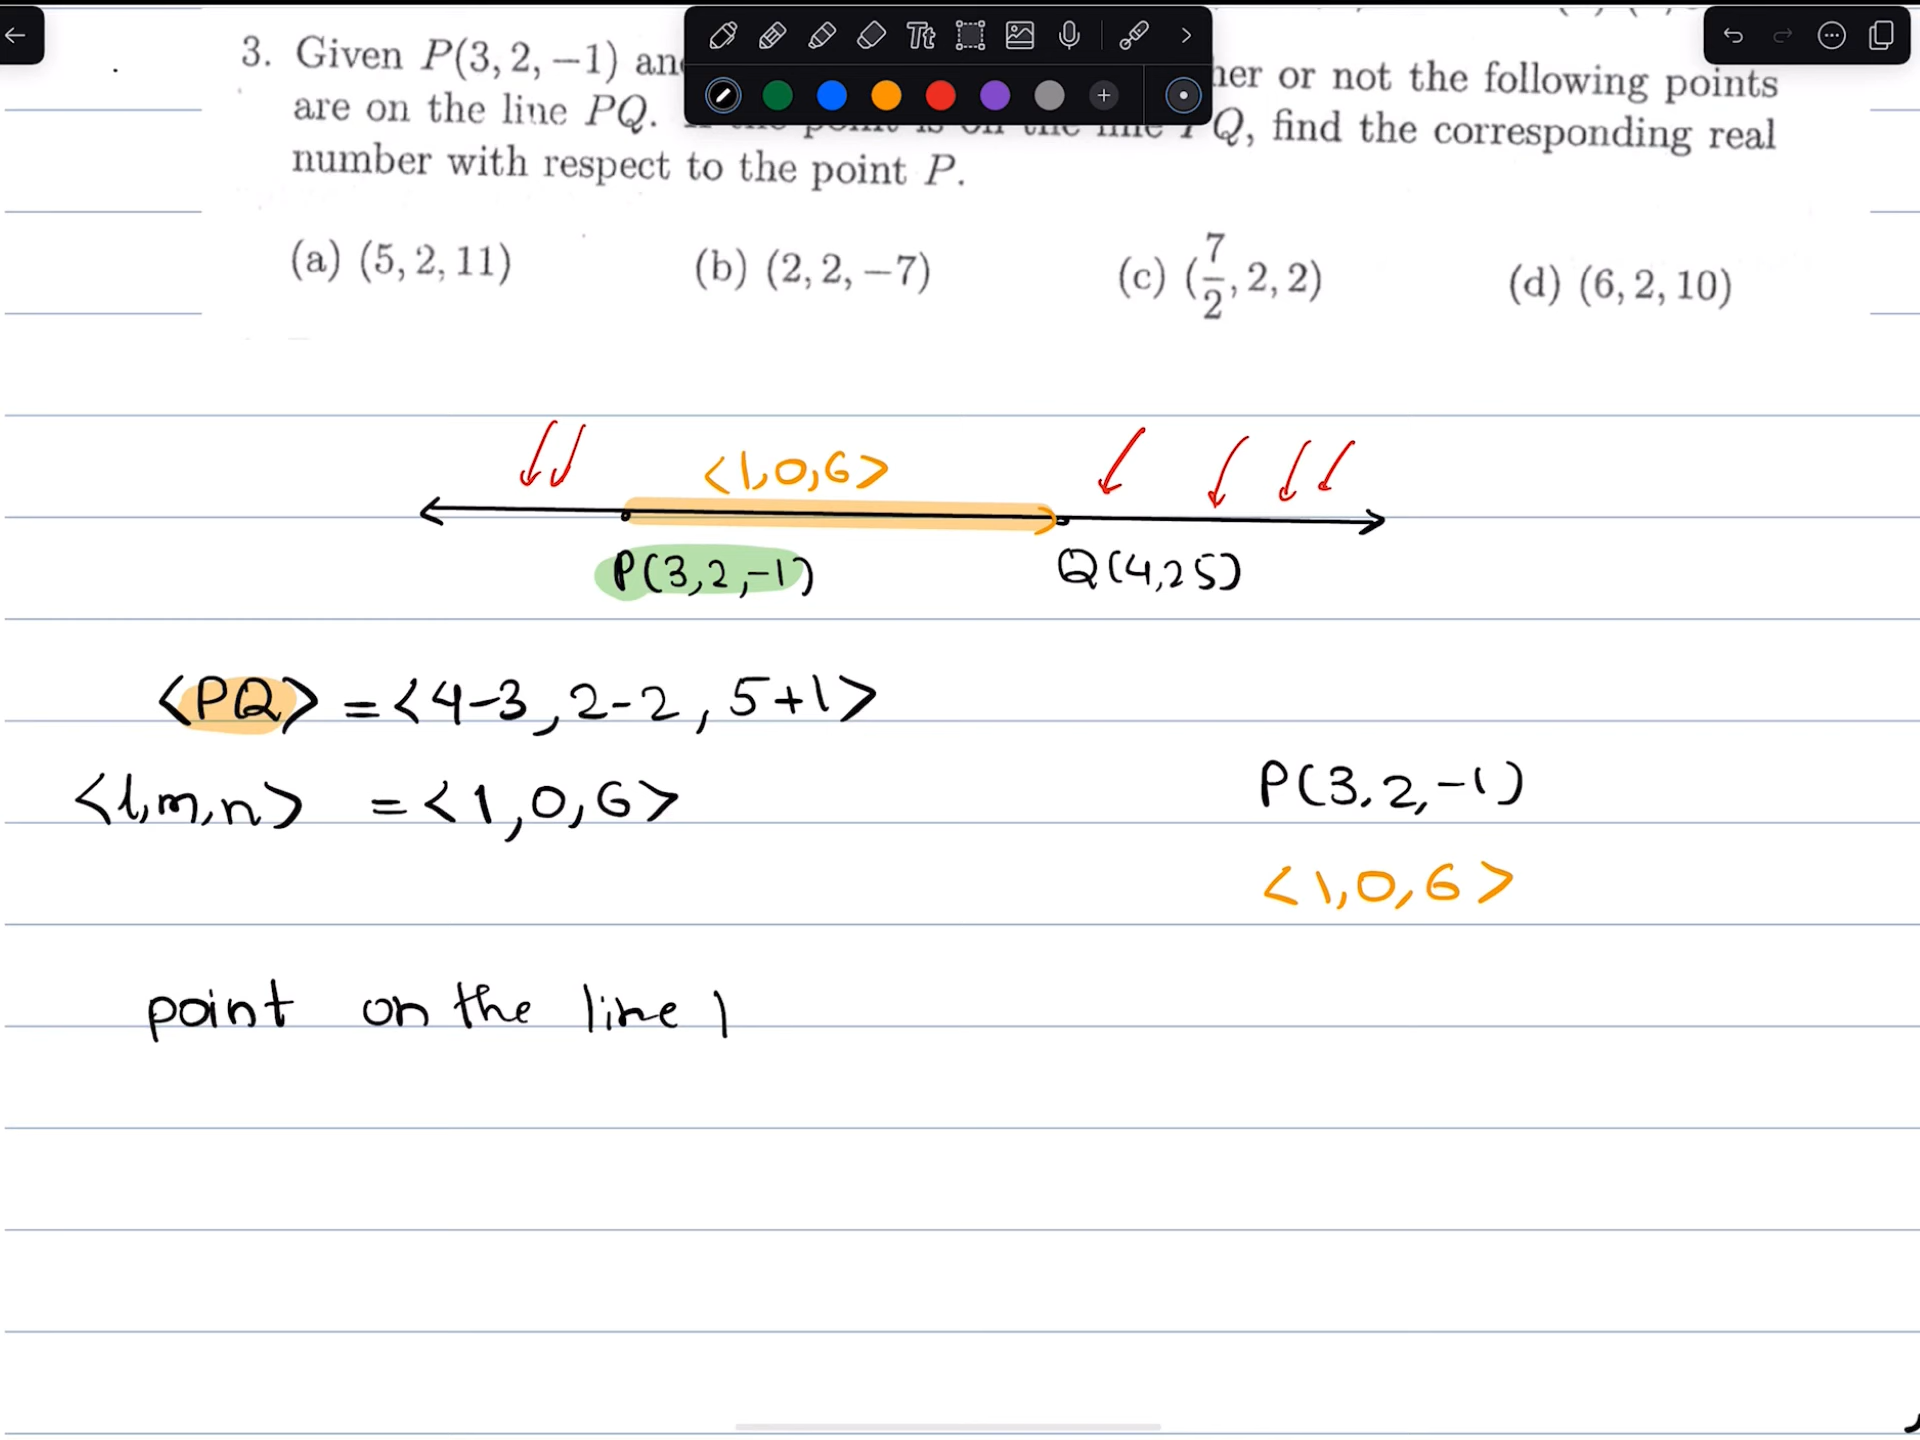 3. Given P(3, 2, −1) an
her or not the following points
are on the line PQ.
Q, find the corresponding real
number with respect to the point P.
(a) (5, 2, 11) (b) (2, 2, −7) (c) (7/2, 2, 2) (d) (6, 2, 10)
Tt
<1,0,6>
P(3,2,-1) Q(4,2 5)
<PQ> = <4-3, 2-2, 5+1>
<l,m,n> = <1,0,6>
P(3,2,-1)
<1,0,6>
point on the line